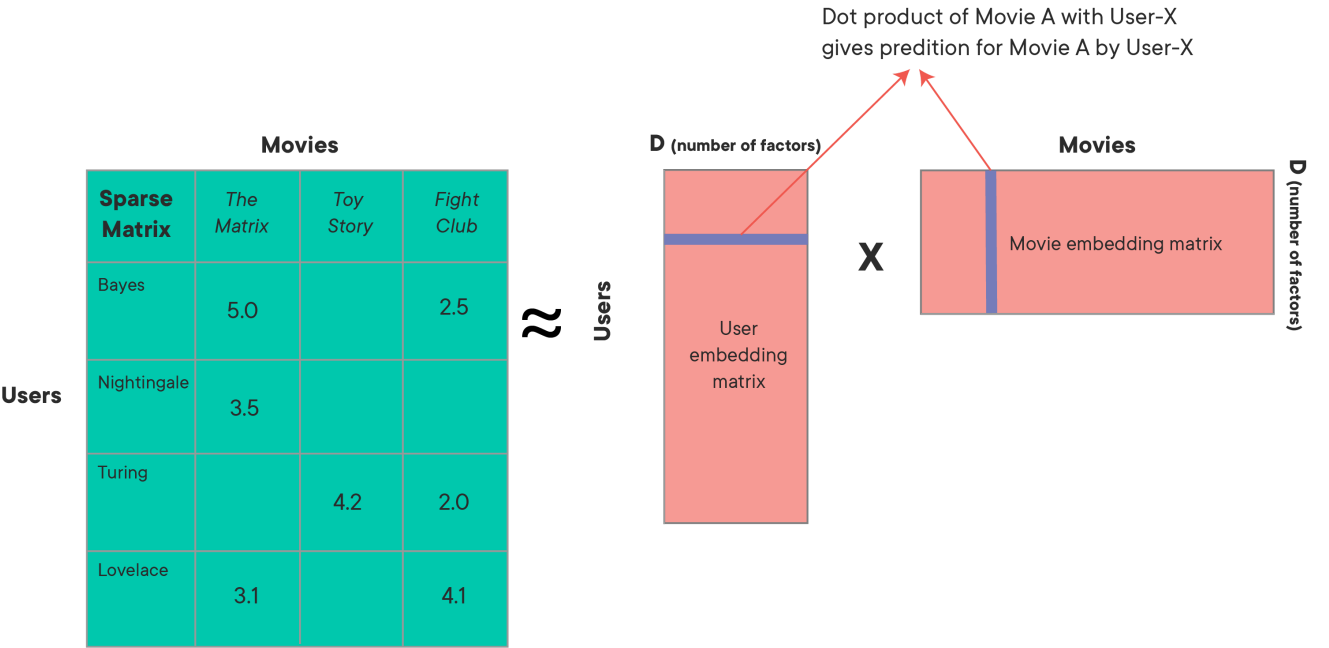 Dot product of Movie A with User-X
gives predition for Movie A by User-X
Movies
D (number of factors)
Movies
Sparse
Matrix
The
Matrix
Toy
Story
Fight
Club
Bayes
5.0
2.5
Nightingale
3.5
Turing
4.2
2.0
Lovelace
3.1
4.1
Users
≈
Users
User
embedding
matrix
X
Movie embedding matrix
D (number of factors)